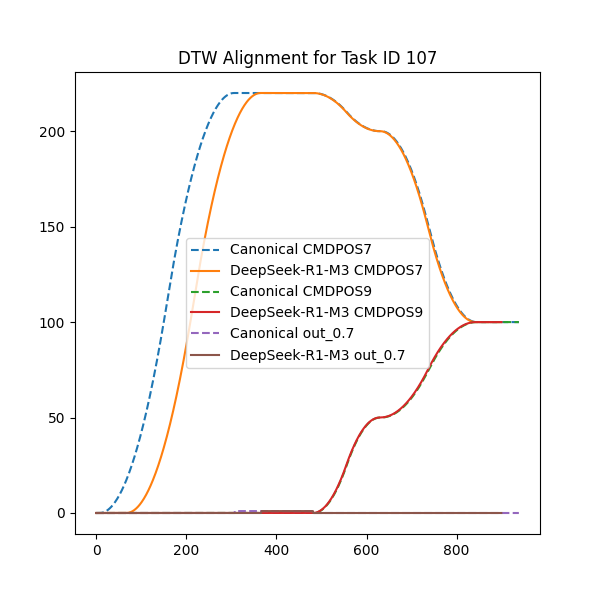 DTW Alignment for Task ID 107
200
150
100
50
0
Canonical CMDPOS7
DeepSeek-R1-M3 CMDPOS7
Canonical CMDPOS9
DeepSeek-R1-M3 CMDPOS9
Canonical out_0.7
DeepSeek-R1-M3 out_0.7
0 200 400 600 800